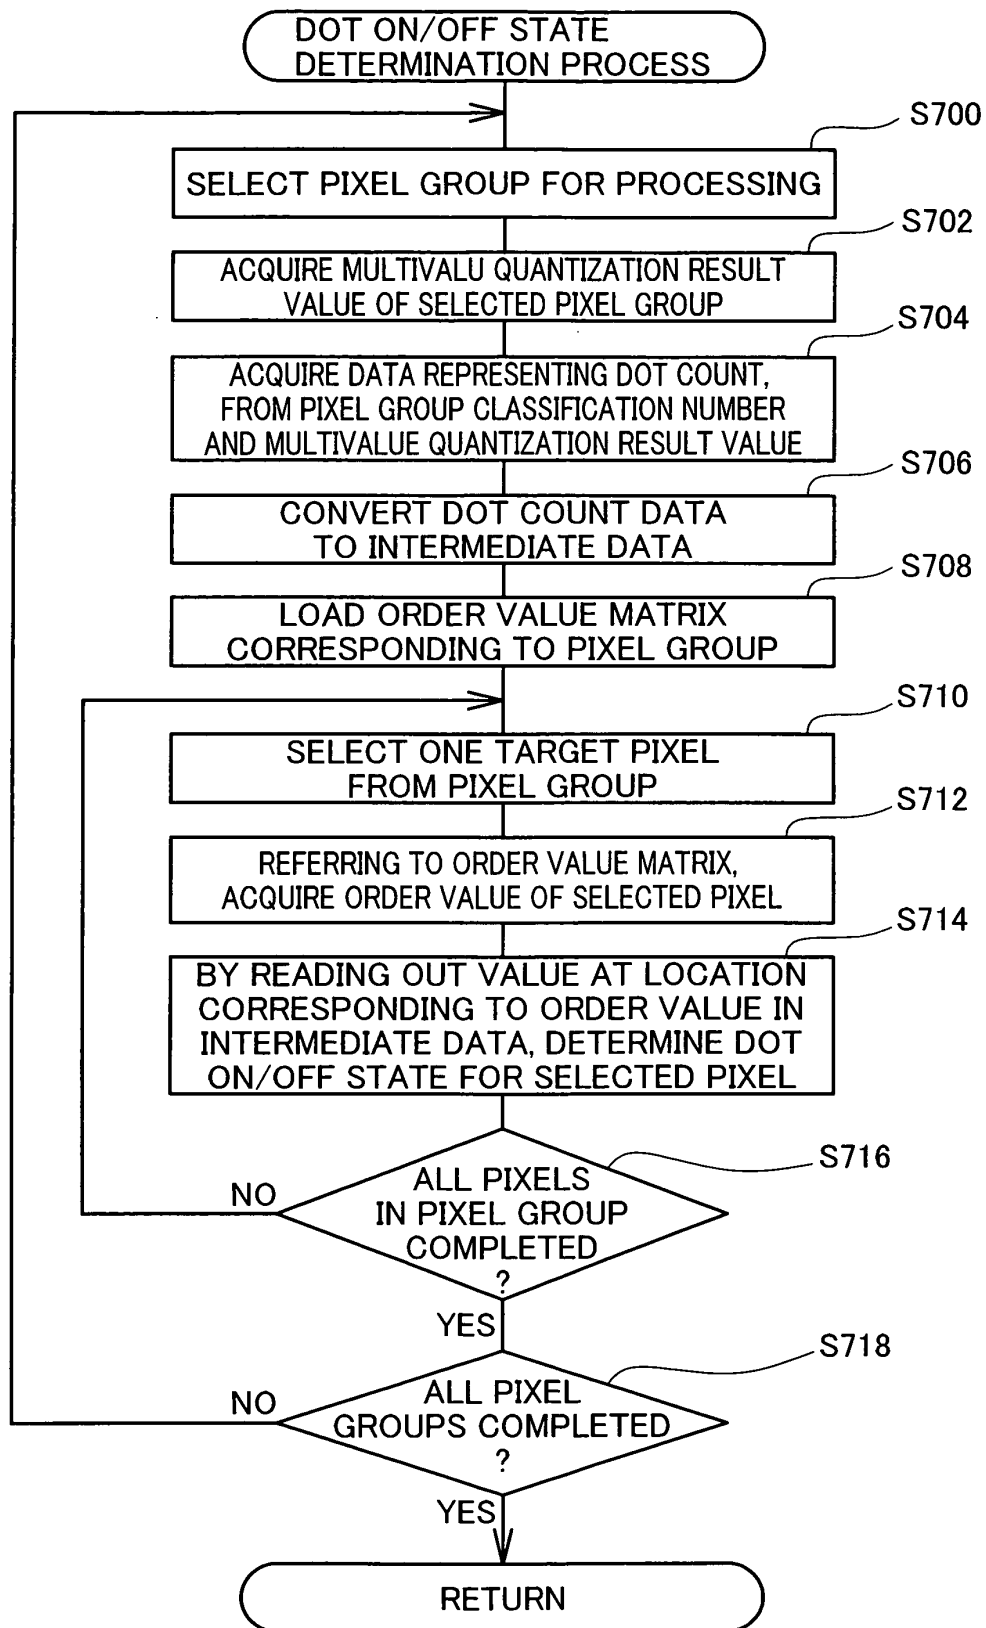 DOT ON/OFF STATE
DETERMINATION PROCESS
S700
SELECT PIXEL GROUP FOR PROCESSING
S702
ACQUIRE MULTIVALU QUANTIZATION RESULT
VALUE OF SELECTED PIXEL GROUP
S704
ACQUIRE DATA REPRESENTING DOT COUNT,
FROM PIXEL GROUP CLASSIFICATION NUMBER
AND MULTIVALUE QUANTIZATION RESULT VALUE
S706
CONVERT DOT COUNT DATA
TO INTERMEDIATE DATA
S708
LOAD ORDER VALUE MATRIX
CORRESPONDING TO PIXEL GROUP
S710
SELECT ONE TARGET PIXEL
FROM PIXEL GROUP
S712
REFERRING TO ORDER VALUE MATRIX,
ACQUIRE ORDER VALUE OF SELECTED PIXEL
S714
BY READING OUT VALUE AT LOCATION
CORRESPONDING TO ORDER VALUE IN
INTERMEDIATE DATA, DETERMINE DOT
ON/OFF STATE FOR SELECTED PIXEL
S716
ALL PIXELS
IN PIXEL GROUP
COMPLETED
?
NO
YES
S718
ALL PIXEL
GROUPS COMPLETED
?
NO
YES
RETURN